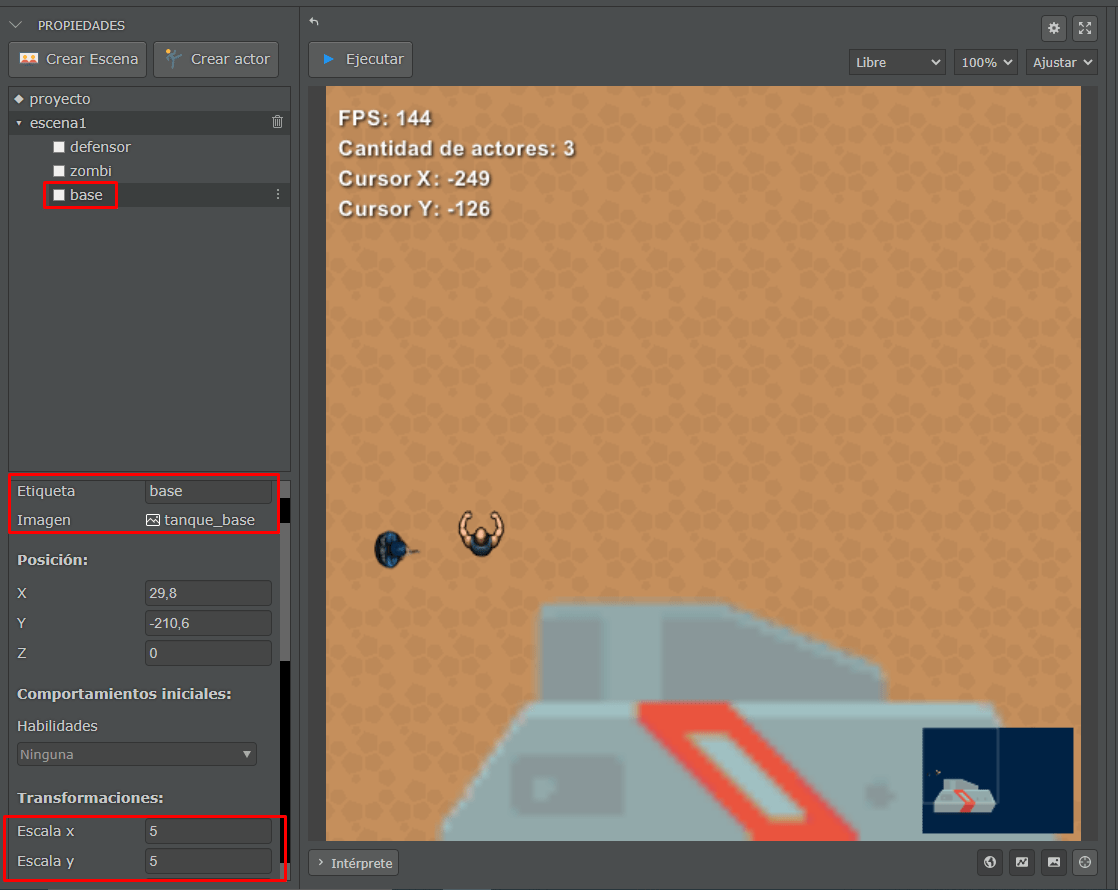 PROPIEDADES
Crear Escena
Crear actor
Ejecutar
Libre
100%
Ajustar
proyecto
escena1
defensor
zombi
base
FPS: 144
Cantidad de actores: 3
Cursor X: -249
Cursor Y: -126
Etiqueta base
Imagen tanque_base
Posición:
X 29,8
Y -210,6
Z 0
Comportamientos iniciales:
Habilidades
Ninguna
Transformaciones:
Escala x 5
Escala y 5
Intérprete